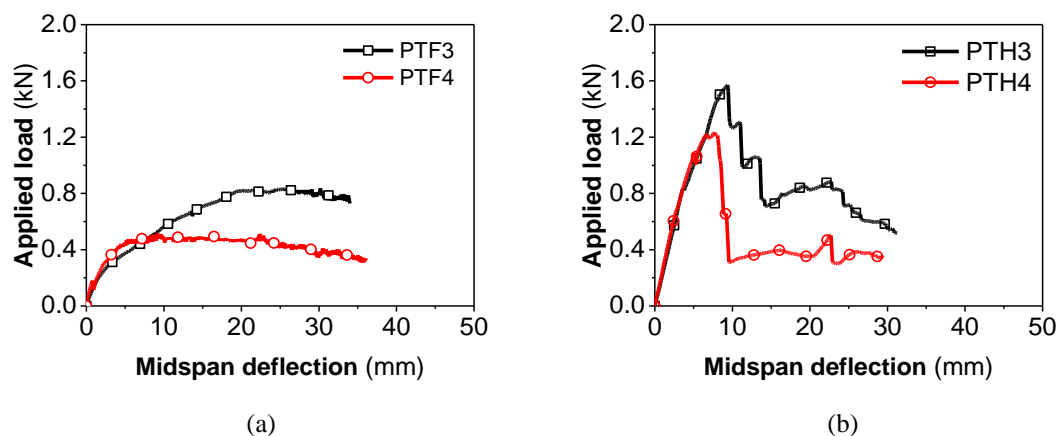 2.0
1.6
1.2
0.8
0.4
0.0
0
10
20
30
40
50
Applied load (kN)
Midspan deflection (mm)
PTF3
PTF4
(a)
2.0
1.6
1.2
0.8
0.4
0.0
0
10
20
30
40
50
Applied load (kN)
Midspan deflection (mm)
PTH3
PTH4
(b)